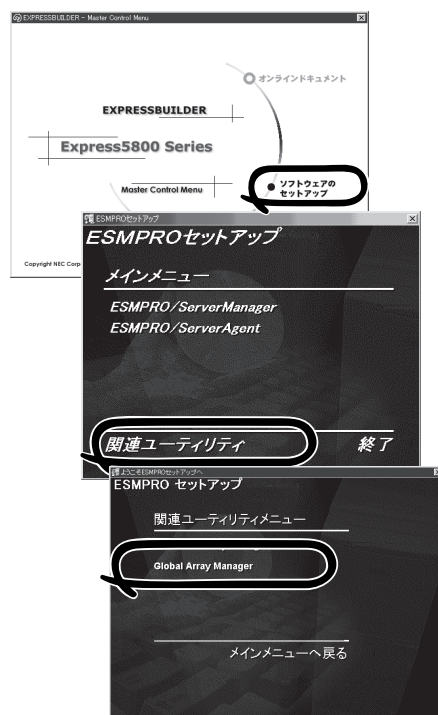 EXPRESSBUILDER - Master Control Menu
オンラインドキュメント
EXPRESSBUILDER
Express5800 Series
Master Control Menu
ソフトウェアの
セットアップ
Copyright NEC Corp
ESMPROセットアップ
ESMPROセットアップ
メインメニュー
ESMPRO/ServerManager
ESMPRO/ServerAgent
関連ユーティリティ
終了
ようこそESMPROセットアップへ
ESMPRO セットアップ
関連ユーティリティメニュー
Global Array Manager
メインメニューへ戻る